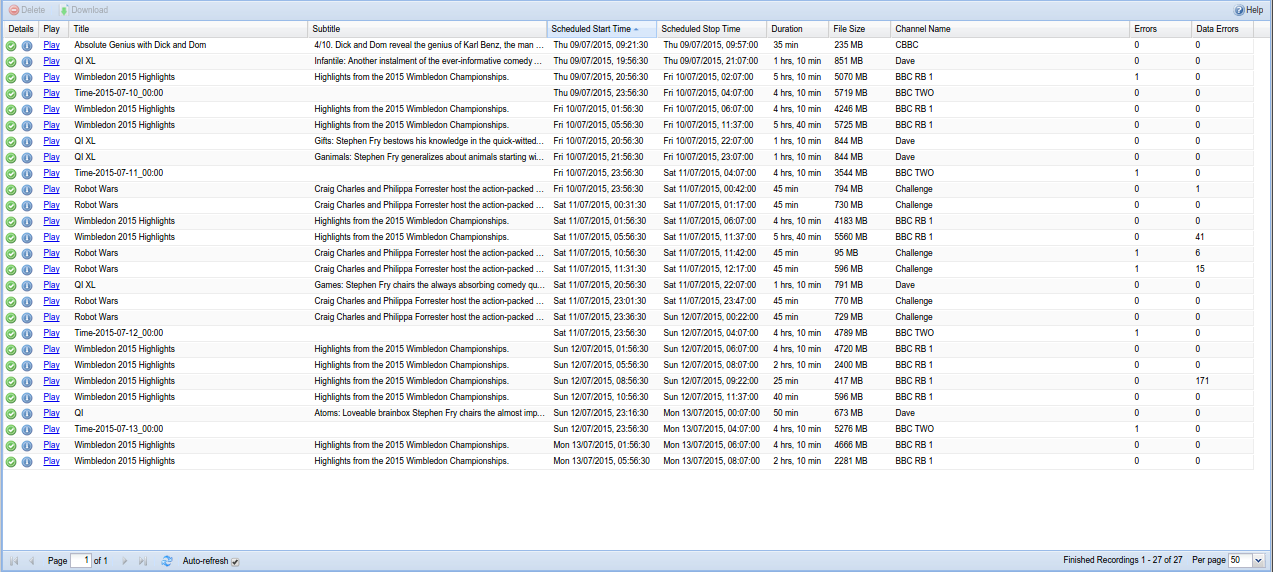 Delete Download Help
Details Play Title Subtitle Scheduled Start Time Scheduled Stop Time Duration File Size Channel Name Errors Data Errors
Play Absolute Genius with Dick and Dom 4/10. Dick and Dom reveal the genius of Karl Benz, the man ... Thu 09/07/2015, 09:21:30 Thu 09/07/2015, 09:57:00 35 min 235 MB CBBC 0 0
Play QI XL Infantile: Another instalment of the ever-informative comedy ... Thu 09/07/2015, 19:56:30 Thu 09/07/2015, 21:07:00 1 hrs, 10 min 851 MB Dave 0 0
Play Wimbledon 2015 Highlights Highlights from the 2015 Wimbledon Championships. Thu 09/07/2015, 20:56:30 Fri 10/07/2015, 02:07:00 5 hrs, 10 min 5070 MB BBC RB 1 1 0
Play Time-2015-07-10_00:00 Thu 09/07/2015, 23:56:30 Fri 10/07/2015, 04:07:00 4 hrs, 10 min 5719 MB BBC TWO 0 0
Play Wimbledon 2015 Highlights Highlights from the 2015 Wimbledon Championships. Fri 10/07/2015, 01:56:30 Fri 10/07/2015, 06:07:00 4 hrs, 10 min 4246 MB BBC RB 1 0 0
Play Wimbledon 2015 Highlights Highlights from the 2015 Wimbledon Championships. Fri 10/07/2015, 05:56:30 Fri 10/07/2015, 11:37:00 5 hrs, 40 min 5725 MB BBC RB 1 0 0
Play QI XL Gifts: Stephen Fry bestows his knowledge in the quick-witted... Fri 10/07/2015, 20:56:30 Fri 10/07/2015, 22:07:00 1 hrs, 10 min 844 MB Dave 0 0
Play QI XL Ganimals: Stephen Fry generalizes about animals starting wi... Fri 10/07/2015, 21:56:30 Fri 10/07/2015, 23:07:00 1 hrs, 10 min 844 MB Dave 0 0
Play Time-2015-07-11_00:00 Fri 10/07/2015, 23:56:30 Sat 11/07/2015, 04:07:00 4 hrs, 10 min 3544 MB BBC TWO 1 0
Play Robot Wars Craig Charles and Philippa Forrester host the action-packed ... Fri 10/07/2015, 23:56:30 Sat 11/07/2015, 00:42:00 45 min 794 MB Challenge 0 1
Play Robot Wars Craig Charles and Philippa Forrester host the action-packed ... Sat 11/07/2015, 00:31:30 Sat 11/07/2015, 01:17:00 45 min 730 MB Challenge 0 0
Play Wimbledon 2015 Highlights Highlights from the 2015 Wimbledon Championships. Sat 11/07/2015, 01:56:30 Sat 11/07/2015, 06:07:00 4 hrs, 10 min 4183 MB BBC RB 1 0 0
Play Wimbledon 2015 Highlights Highlights from the 2015 Wimbledon Championships. Sat 11/07/2015, 05:56:30 Sat 11/07/2015, 11:37:00 5 hrs, 40 min 5560 MB BBC RB 1 0 41
Play Robot Wars Craig Charles and Philippa Forrester host the action-packed ... Sat 11/07/2015, 10:56:30 Sat 11/07/2015, 11:42:00 45 min 95 MB Challenge 1 6
Play Robot Wars Craig Charles and Philippa Forrester host the action-packed ... Sat 11/07/2015, 11:31:30 Sat 11/07/2015, 12:17:00 45 min 596 MB Challenge 1 15
Play QI XL Games: Stephen Fry chairs the always absorbing comedy qu... Sat 11/07/2015, 20:56:30 Sat 11/07/2015, 22:07:00 1 hrs, 10 min 791 MB Dave 0 0
Play Robot Wars Craig Charles and Philippa Forrester host the action-packed ... Sat 11/07/2015, 23:01:30 Sat 11/07/2015, 23:47:00 45 min 770 MB Challenge 0 0
Play Robot Wars Craig Charles and Philippa Forrester host the action-packed ... Sat 11/07/2015, 23:36:30 Sun 12/07/2015, 00:22:00 45 min 729 MB Challenge 0 0
Play Time-2015-07-12_00:00 Sat 11/07/2015, 23:56:30 Sun 12/07/2015, 04:07:00 4 hrs, 10 min 4789 MB BBC TWO 1 0
Play Wimbledon 2015 Highlights Highlights from the 2015 Wimbledon Championships. Sun 12/07/2015, 01:56:30 Sun 12/07/2015, 06:07:00 4 hrs, 10 min 4720 MB BBC RB 1 0 0
Play Wimbledon 2015 Highlights Highlights from the 2015 Wimbledon Championships. Sun 12/07/2015, 05:56:30 Sun 12/07/2015, 08:07:00 2 hrs, 10 min 2400 MB BBC RB 1 0 0
Play Wimbledon 2015 Highlights Highlights from the 2015 Wimbledon Championships. Sun 12/07/2015, 08:56:30 Sun 12/07/2015, 09:22:00 25 min 417 MB BBC RB 1 0 171
Play Wimbledon 2015 Highlights Highlights from the 2015 Wimbledon Championships. Sun 12/07/2015, 10:56:30 Sun 12/07/2015, 11:37:00 40 min 596 MB BBC RB 1 0 0
Play QI Atoms: Loveable brainbox Stephen Fry chairs the almost imp... Sun 12/07/2015, 23:16:30 Mon 13/07/2015, 00:07:00 50 min 673 MB Dave 0 0
Play Time-2015-07-13_00:00 Sun 12/07/2015, 23:56:30 Mon 13/07/2015, 04:07:00 4 hrs, 10 min 5276 MB BBC TWO 1 0
Play Wimbledon 2015 Highlights Highlights from the 2015 Wimbledon Championships. Mon 13/07/2015, 01:56:30 Mon 13/07/2015, 06:07:00 4 hrs, 10 min 4666 MB BBC RB 1 0 0
Play Wimbledon 2015 Highlights Highlights from the 2015 Wimbledon Championships. Mon 13/07/2015, 05:56:30 Mon 13/07/2015, 08:07:00 2 hrs, 10 min 2281 MB BBC RB 1 0 0
Page 1 of 1 Auto-refresh Finished Recordings 1 - 27 of 27 Per page 50